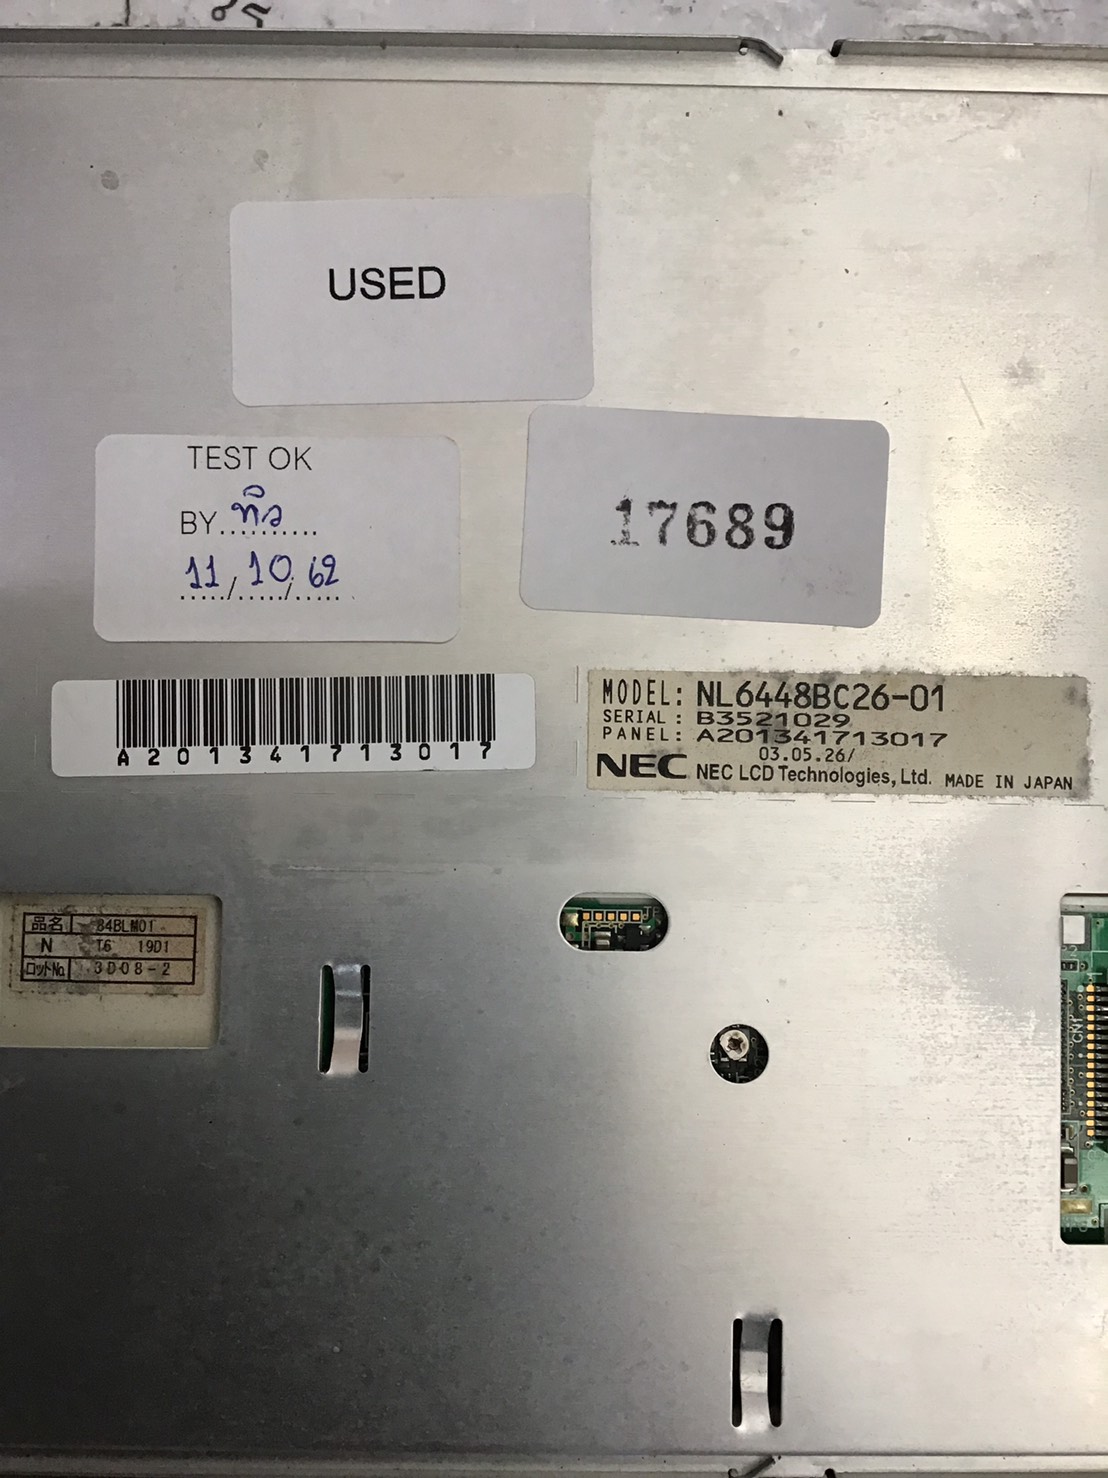 USED
TEST OK
BY ทิว
11/10/62
17689
A201341713017
MODEL: NL6448BC26-01
SERIAL: B3521029
PANEL: A201341713017
03.05.26/
NEC NEC LCD Technologies, Ltd. MADE IN JAPAN
品名 84BLM01
N T6 19D1
ロットNo. 3D08-2
CN1